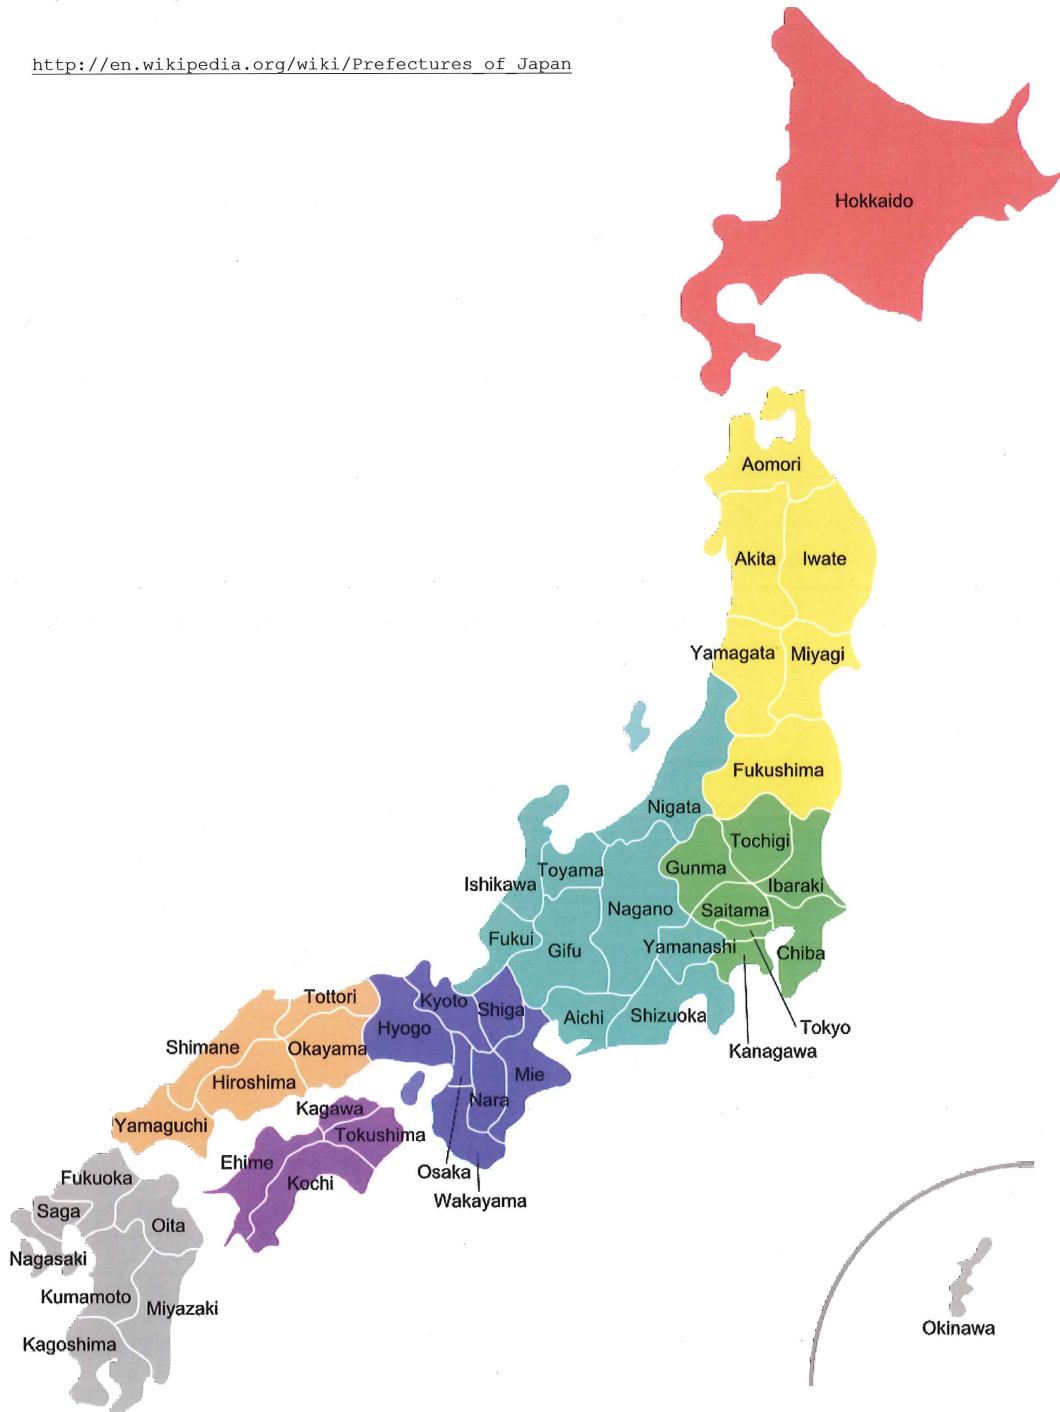 http://en.wikipedia.org/wiki/Prefectures_of_Japan
Hokkaido
Aomori
Akita
Iwate
Yamagata
Miyagi
Fukushima
Nigata
Tochigi
Gunma
Toyama
Ishikawa
Ibaraki
Nagano
Saitama
Fukui
Gifu
Yamanashi
Chiba
Tottori
Kyoto
Shiga
Hyogo
Aichi
Shizuoka
Tokyo
Shimane
Okayama
Kanagawa
Hiroshima
Mie
Nara
Kagawa
Yamaguchi
Tokushima
Ehime
Osaka
Fukuoka
Kochi
Wakayama
Saga
Oita
Nagasaki
Kumamoto
Miyazaki
Okinawa
Kagoshima